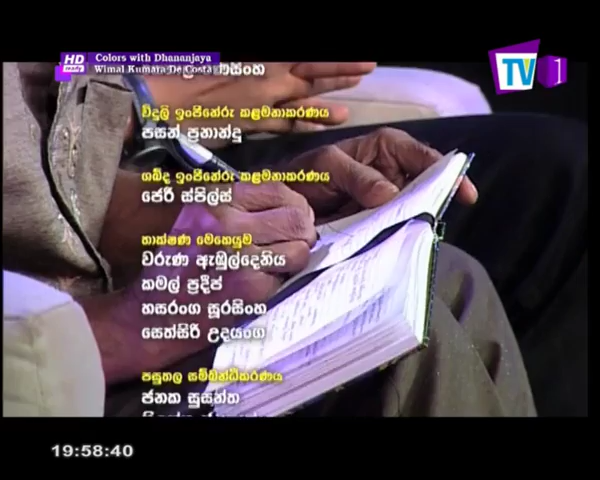 HD
ready
Colors with Dhananjaya
Wimal Kumara De Costa
TV 1
විදුලි ඉංජිනේරු කළමනාකරණය
පසන් ප්‍රනාන්දු
ශබ්ද ඉංජිනේරු කළමනාකරණය
ජෙරී ස්පිල්ස්
තාක්ෂණ මෙහෙයුම
වරුණ ඇඹුල්දෙනිය
කමල් ප්‍රදීප්
හසරංග සූරසිංහ
සෙත්සිරි උදයංග
පසුතල සම්බන්ධීකරණය
ජනක සුසන්ත
19:58:40